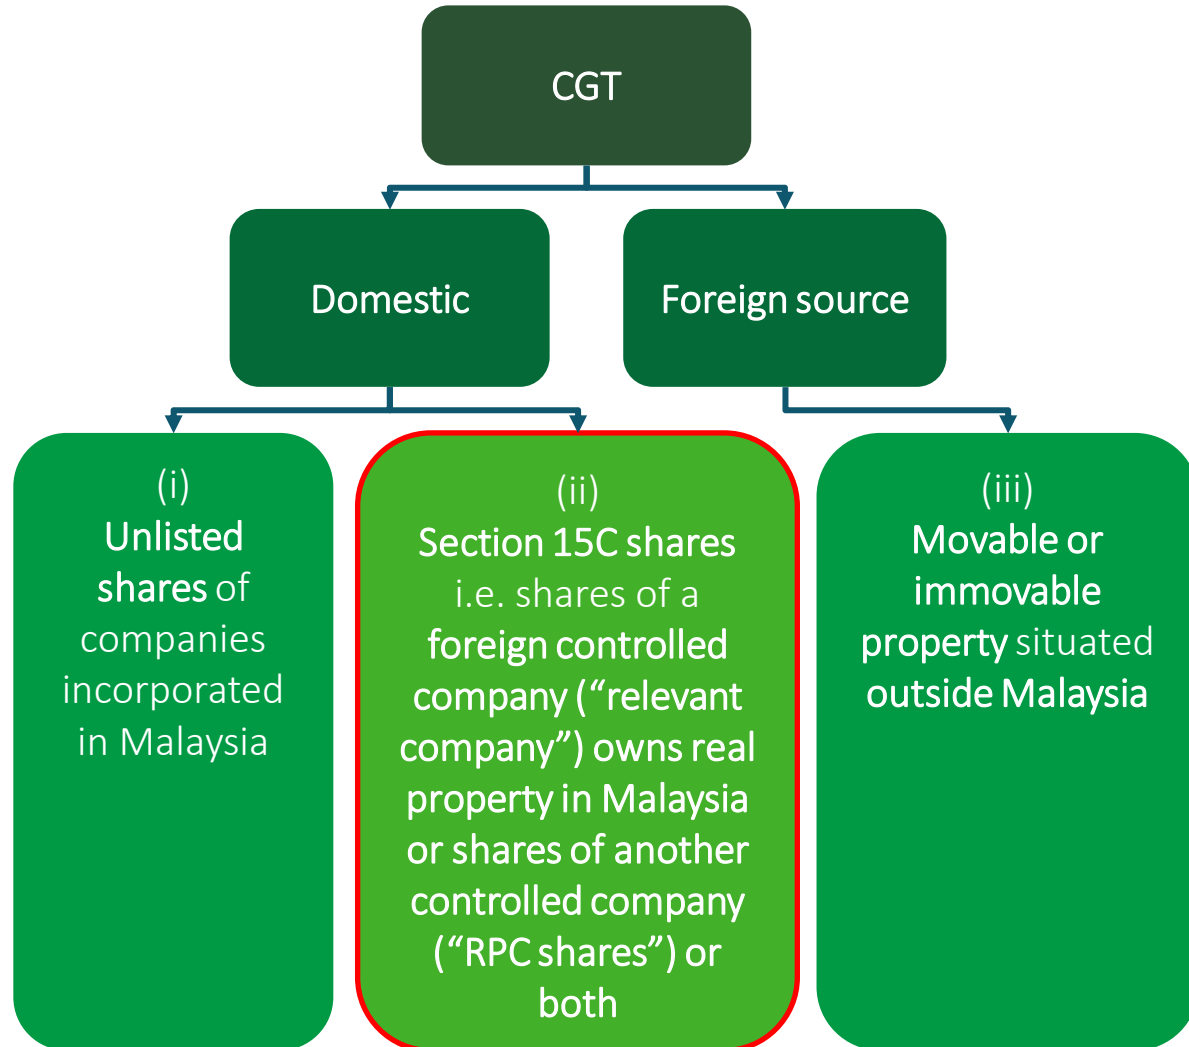 CGT
Domestic
Foreign source
(i)
Unlisted
shares of
companies
incorporated
in Malaysia
(ii)
Section 15C shares
i.e. shares of a
foreign controlled
company (“relevant
company”) owns real
property in Malaysia
or shares of another
controlled company
(“RPC shares”) or
both
(iii)
Movable or
immovable
property situated
outside Malaysia